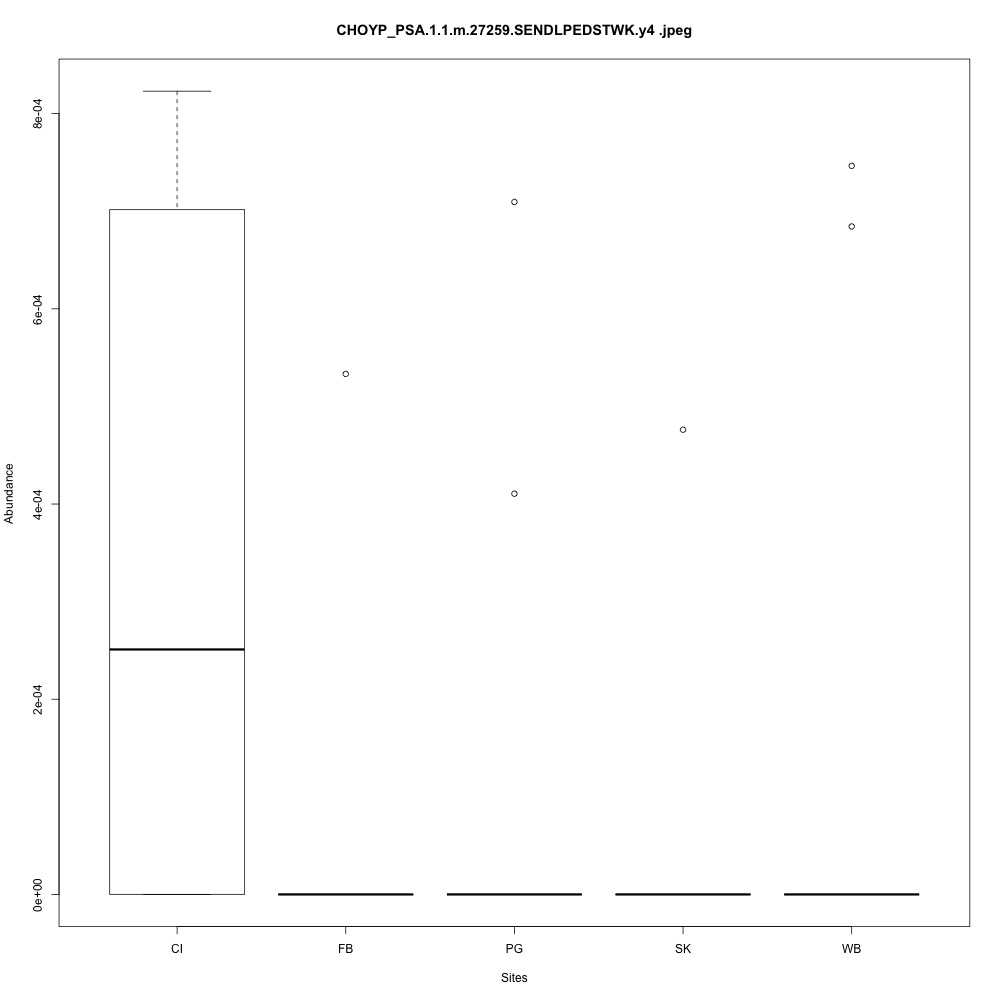 CHOYP_PSA.1.1.m.27259.SENDLPEDSTWK.y4 .jpeg
Abundance
8e-04
6e-04
4e-04
2e-04
0e+00
CI FB PG SK WB
Sites